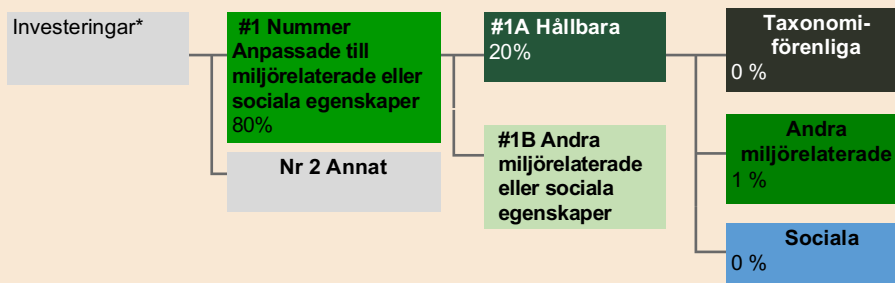 Investeringar*
#1 Nummer
Anpassade till
miljörelaterade eller
sociala egenskaper
80%
Nr 2 Annat
#1A Hållbara
20%
#1B Andra
miljörelaterade
eller sociala
egenskaper
Taxonomi-
förenliga
0 %
Andra
miljörelaterade
1 %
Sociala
0 %